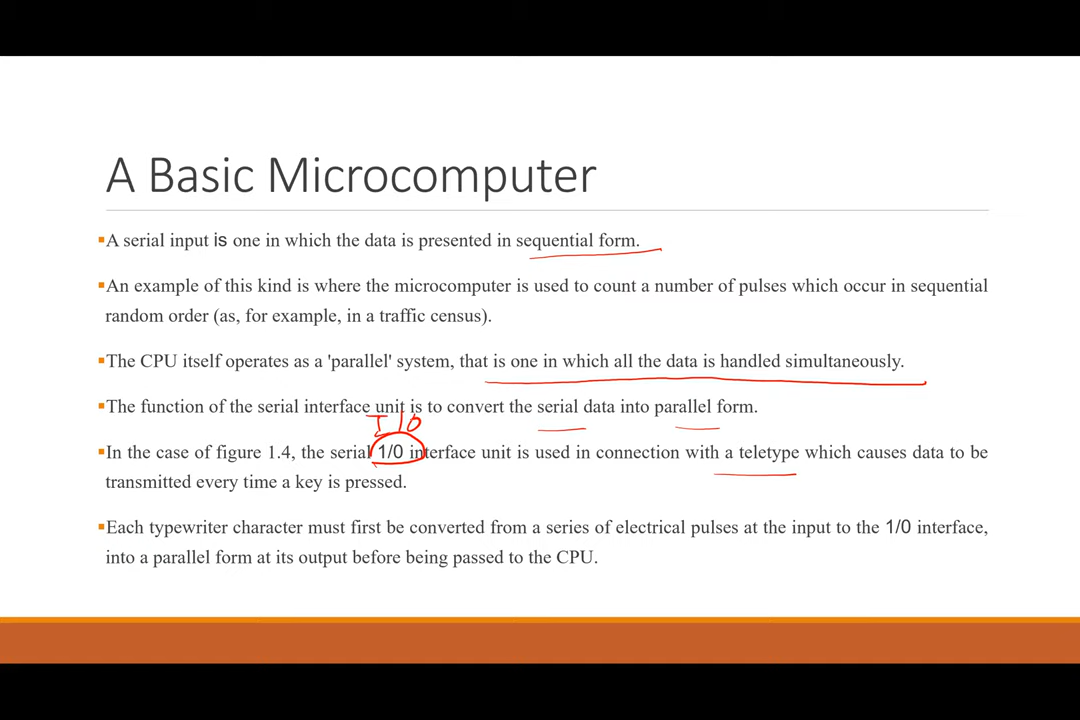 A Basic Microcomputer
▪A serial input is one in which the data is presented in sequential form.
▪An example of this kind is where the microcomputer is used to count a number of pulses which occur in sequential
random order (as, for example, in a traffic census).
▪The CPU itself operates as a 'parallel' system, that is one in which all the data is handled simultaneously.
▪The function of the serial interface unit is to convert the serial data into parallel form.
I/O
▪In the case of figure 1.4, the serial 1/0 interface unit is used in connection with a teletype which causes data to be
transmitted every time a key is pressed.
▪Each typewriter character must first be converted from a series of electrical pulses at the input to the 1/0 interface,
into a parallel form at its output before being passed to the CPU.